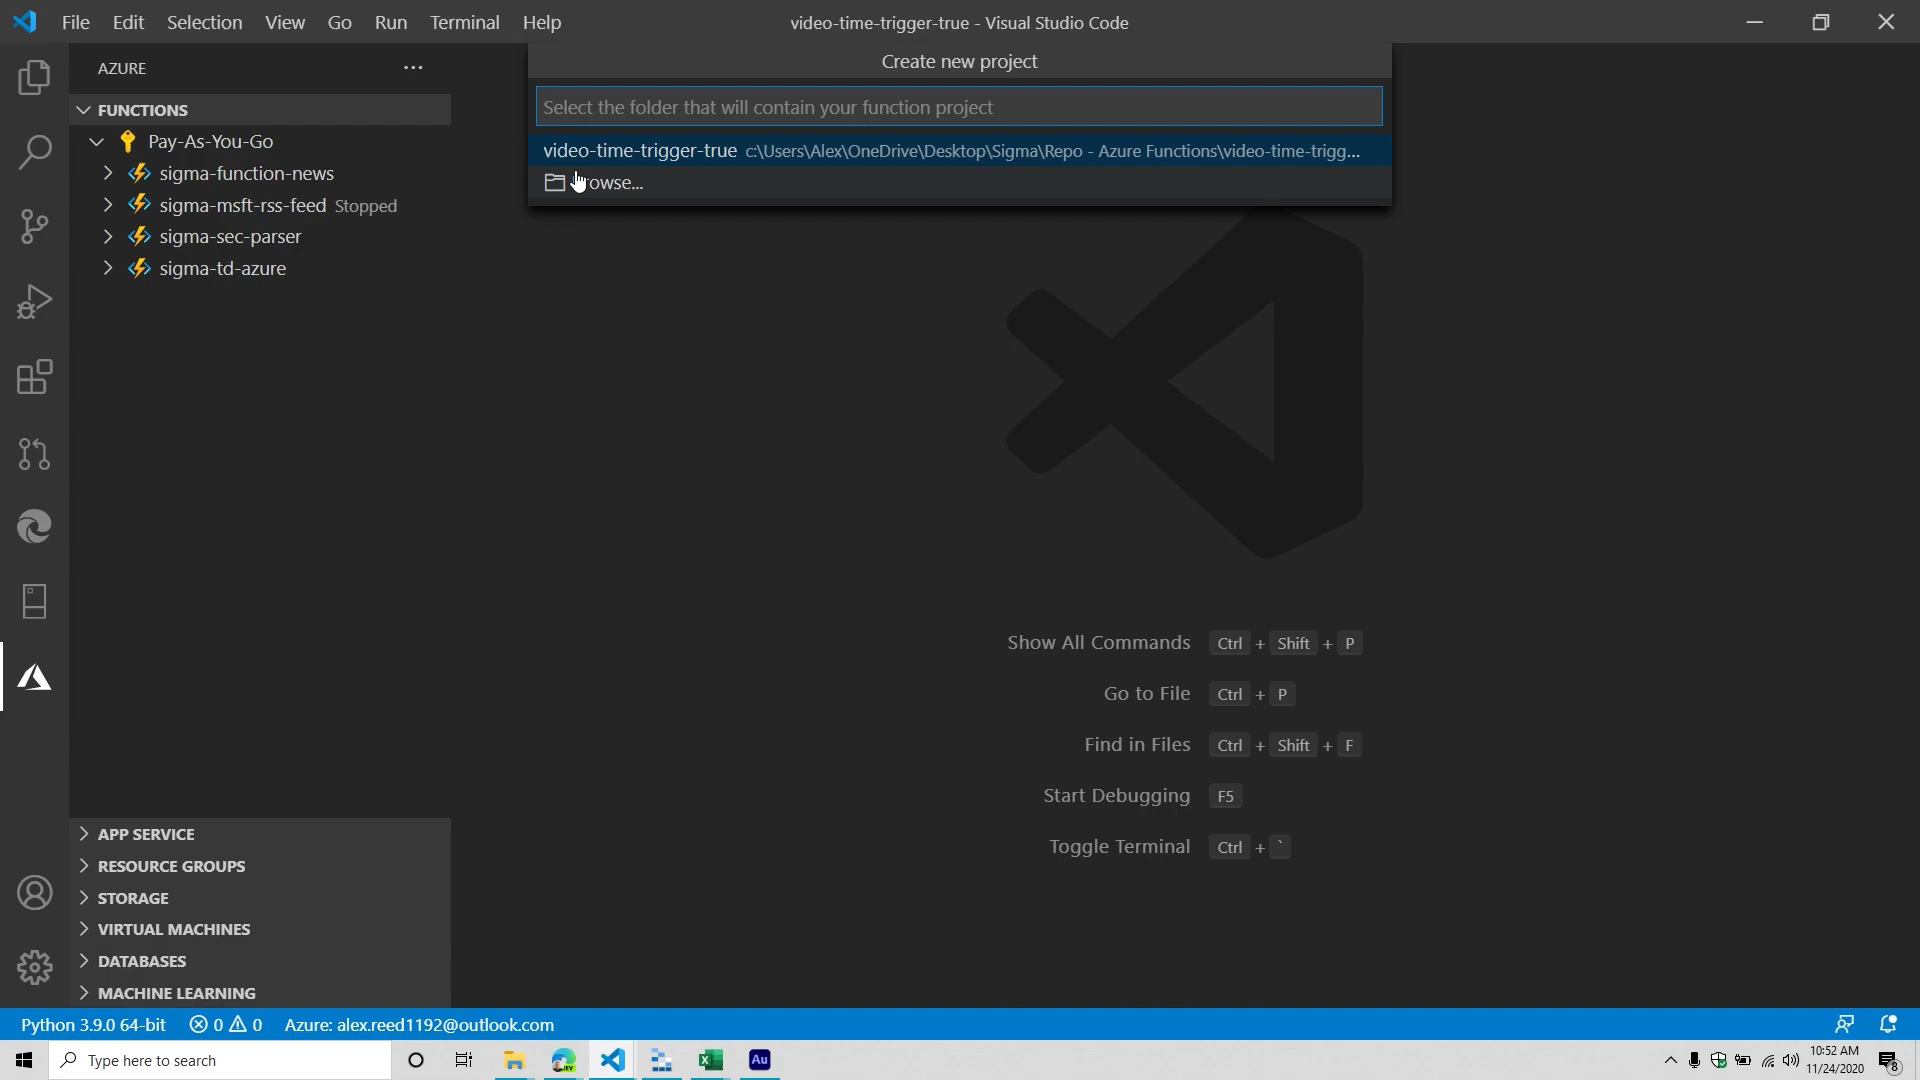 File Edit Selection View Go Run Terminal Help
video-time-trigger-true - Visual Studio Code
AZURE
FUNCTIONS
Pay-As-You-Go
sigma-function-news
sigma-msft-rss-feed Stopped
sigma-sec-parser
sigma-td-azure
Create new project
Select the folder that will contain your function project
video-time-trigger-true c:\Users\Alex\OneDrive\Desktop\Sigma\Repo - Azure Functions\video-time-trigg...
rowse...
Show All Commands Ctrl + Shift + P
Go to File Ctrl + P
Find in Files Ctrl + Shift + F
Start Debugging F5
Toggle Terminal Ctrl + `
APP SERVICE
RESOURCE GROUPS
STORAGE
VIRTUAL MACHINES
DATABASES
MACHINE LEARNING
Python 3.9.0 64-bit 0 0 Azure: alex.reed1192@outlook.com
Type here to search
DEV
Au
10:52 AM
11/24/2020
8